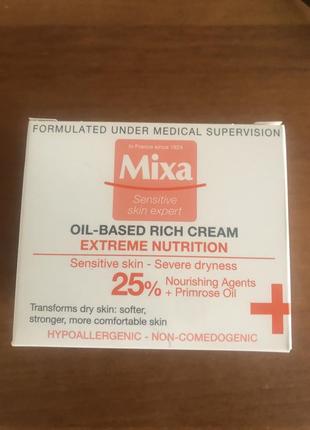 FORMULATED UNDER MEDICAL SUPERVISION
In France since 1924
Mixa
Sensitive
skin expert
OIL-BASED RICH CREAM
EXTREME NUTRITION
Sensitive skin - Severe dryness
25% Nourishing Agents
+ Primrose Oil
Transforms dry skin: softer,
stronger, more comfortable skin
HYPOALLERGENIC - NON-COMEDOGENIC